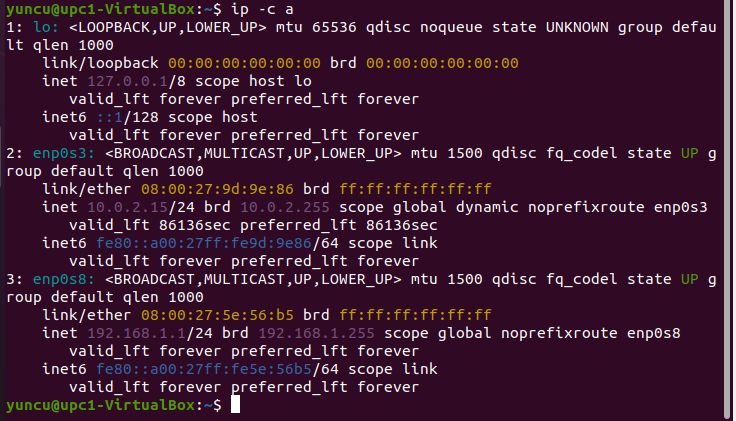 yuncu@upc1-VirtualBox:~$ ip -c a
1: lo: <LOOPBACK,UP,LOWER_UP> mtu 65536 qdisc noqueue state UNKNOWN group defau
lt qlen 1000
    link/loopback 00:00:00:00:00:00 brd 00:00:00:00:00:00
    inet 127.0.0.1/8 scope host lo
       valid_lft forever preferred_lft forever
    inet6 ::1/128 scope host
       valid_lft forever preferred_lft forever
2: enp0s3: <BROADCAST,MULTICAST,UP,LOWER_UP> mtu 1500 qdisc fq_codel state UP g
roup default qlen 1000
    link/ether 08:00:27:9d:9e:86 brd ff:ff:ff:ff:ff:ff
    inet 10.0.2.15/24 brd 10.0.2.255 scope global dynamic noprefixroute enp0s3
       valid_lft 86136sec preferred_lft 86136sec
    inet6 fe80::a00:27ff:fe9d:9e86/64 scope link
       valid_lft forever preferred_lft forever
3: enp0s8: <BROADCAST,MULTICAST,UP,LOWER_UP> mtu 1500 qdisc fq_codel state UP g
roup default qlen 1000
    link/ether 08:00:27:5e:56:b5 brd ff:ff:ff:ff:ff:ff
    inet 192.168.1.1/24 brd 192.168.1.255 scope global noprefixroute enp0s8
       valid_lft forever preferred_lft forever
    inet6 fe80::a00:27ff:fe5e:56b5/64 scope link
       valid_lft forever preferred_lft forever
yuncu@upc1-VirtualBox:~$